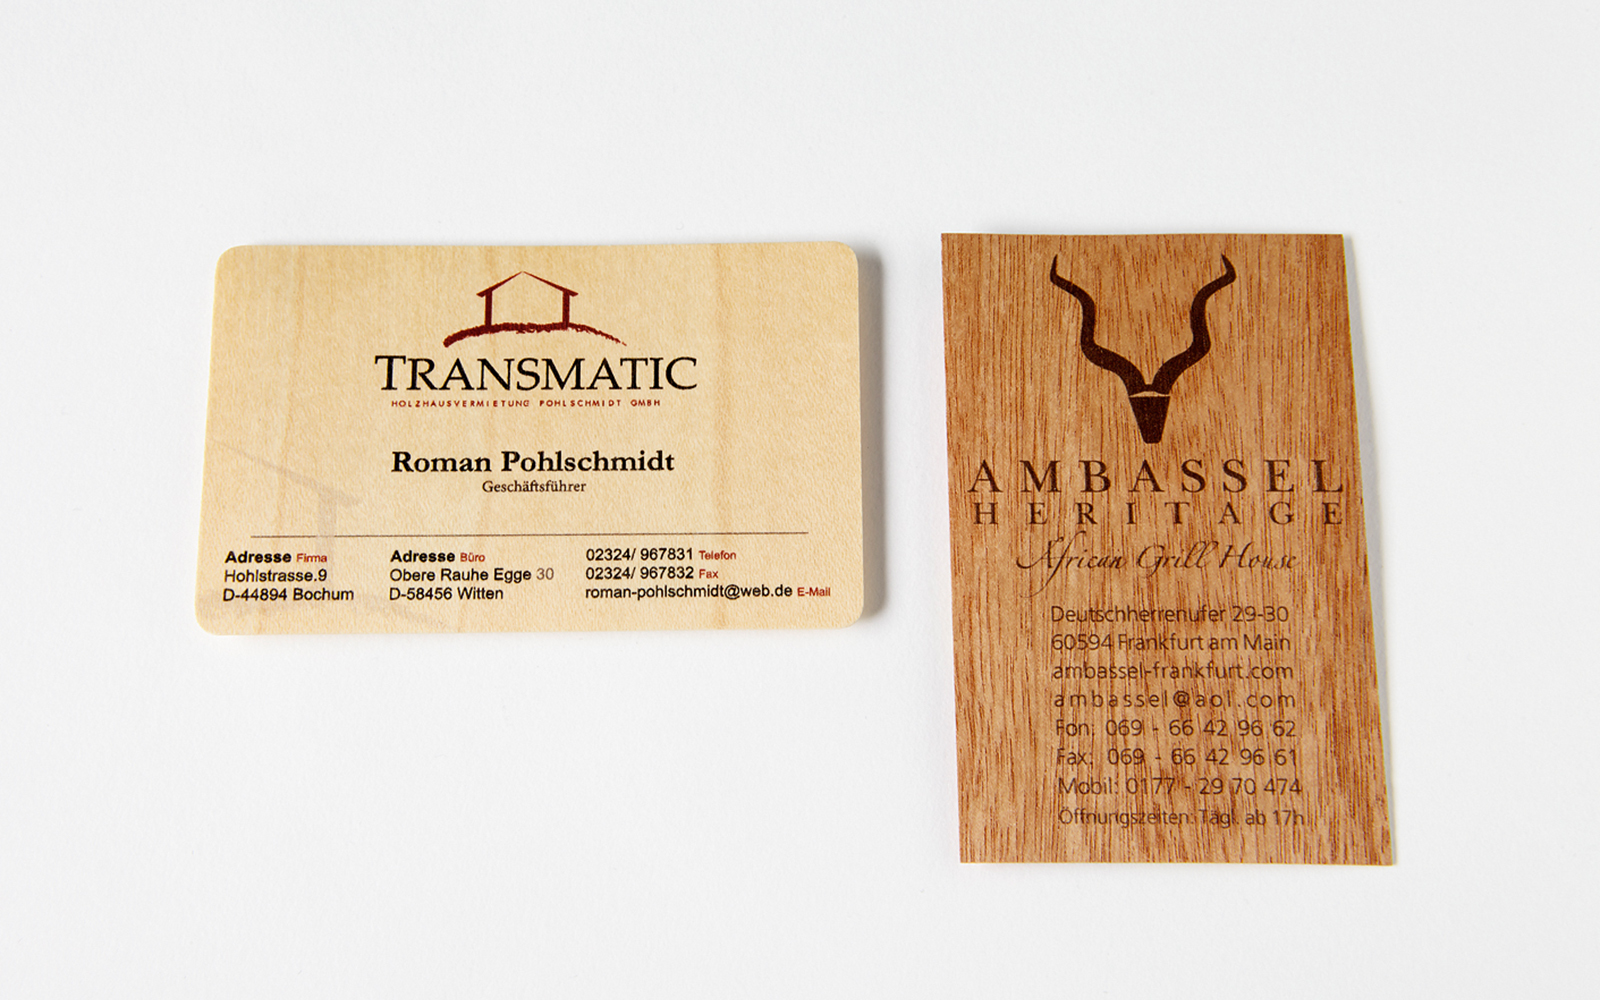 TRANSMATIC
HOLZHAUSVERMIETUNG POHLSCHMIDT GMBH
Roman Pohlschmidt
Geschäftsführer
Adresse Firma
Hohlstrasse.9
D-44894 Bochum
Adresse Büro
Obere Rauhe Egge 30
D-58456 Witten
02324/ 967831 Telefon
02324/ 967832 Fax
roman-pohlschmidt@web.de E-Mail
AMBASSEL
HERITAGE
African Grill House
Deutschherrenufer 29-30
60594 Frankfurt am Main
ambassel-frankfurt.com
ambassel@aol.com
Fon: 069 - 66 42 96 62
Fax: 069 - 66 42 96 61
Mobil: 0177 - 29 70 474
Öffnungszeiten: Tägl. ab 17h